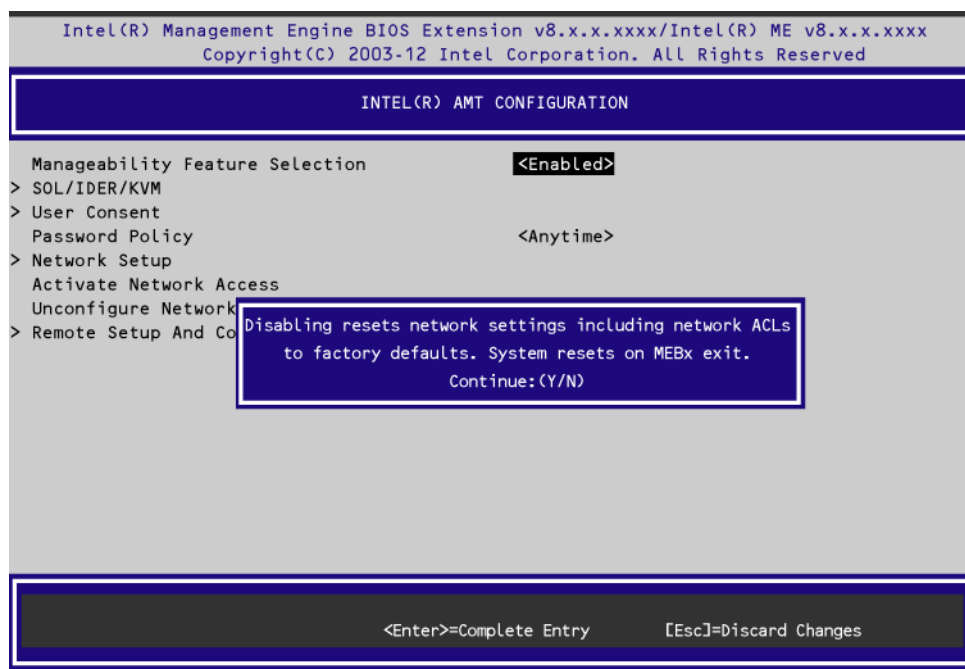 Intel(R) Management Engine BIOS Extension v8.x.x.xxxx/Intel(R) ME v8.x.x.xxxx
Copyright(C) 2003-12 Intel Corporation. All Rights Reserved
INTEL(R) AMT CONFIGURATION
Manageability Feature Selection <Enabled>
> SOL/IDER/KVM
> User Consent
Password Policy <Anytime>
> Network Setup
Activate Network Access
Unconfigure Network
> Remote Setup And Co
Disabling resets network settings including network ACLs
to factory defaults. System resets on MEBx exit.
Continue:(Y/N)
<Enter>=Complete Entry [Esc]=Discard Changes